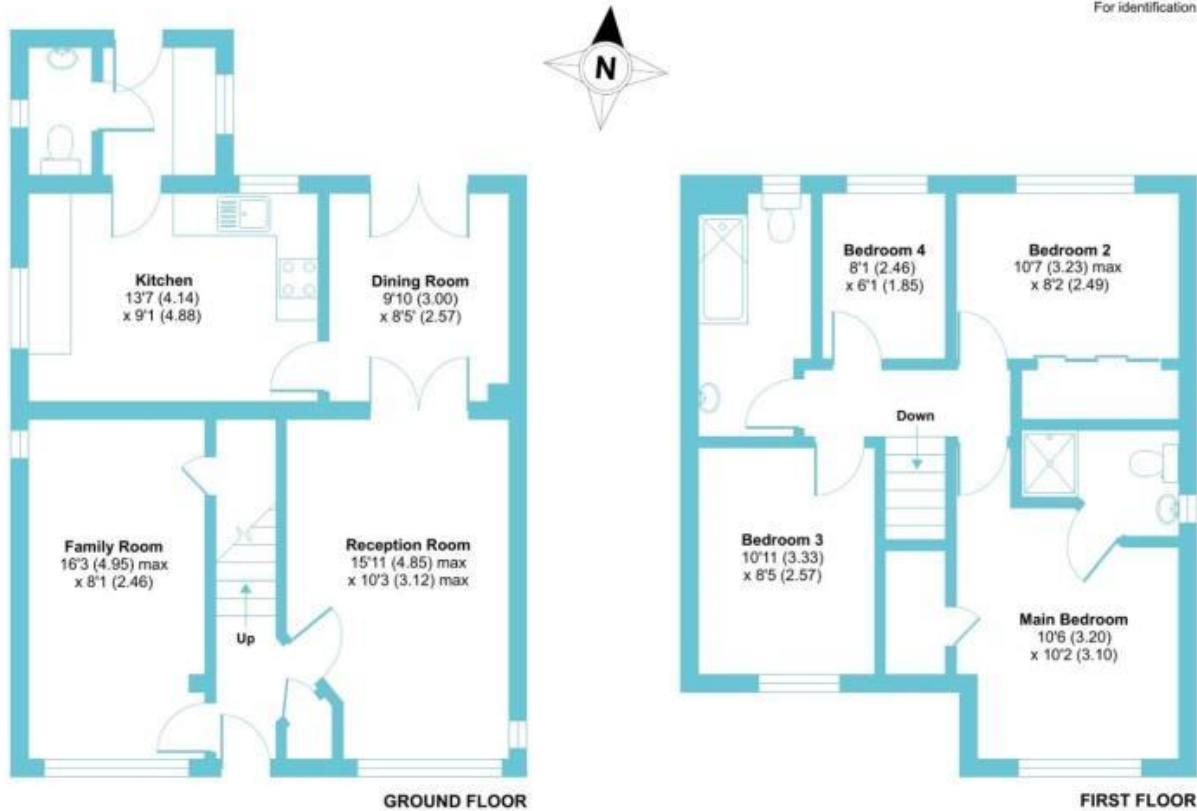 For identification
N
Kitchen
13'7 (4.14)
x 9'1 (4.88)
Dining Room
9'10 (3.00)
x 8'5' (2.57)
Family Room
16'3 (4.95) max
x 8'1 (2.46)
Reception Room
15'11 (4.85) max
x 10'3 (3.12) max
Up
GROUND FLOOR
Bedroom 4
8'1 (2.46)
x 6'1 (1.85)
Bedroom 2
10'7 (3.23) max
x 8'2 (2.49)
Down
Bedroom 3
10'11 (3.33)
x 8'5 (2.57)
Main Bedroom
10'6 (3.20)
x 10'2 (3.10)
FIRST FLOOR